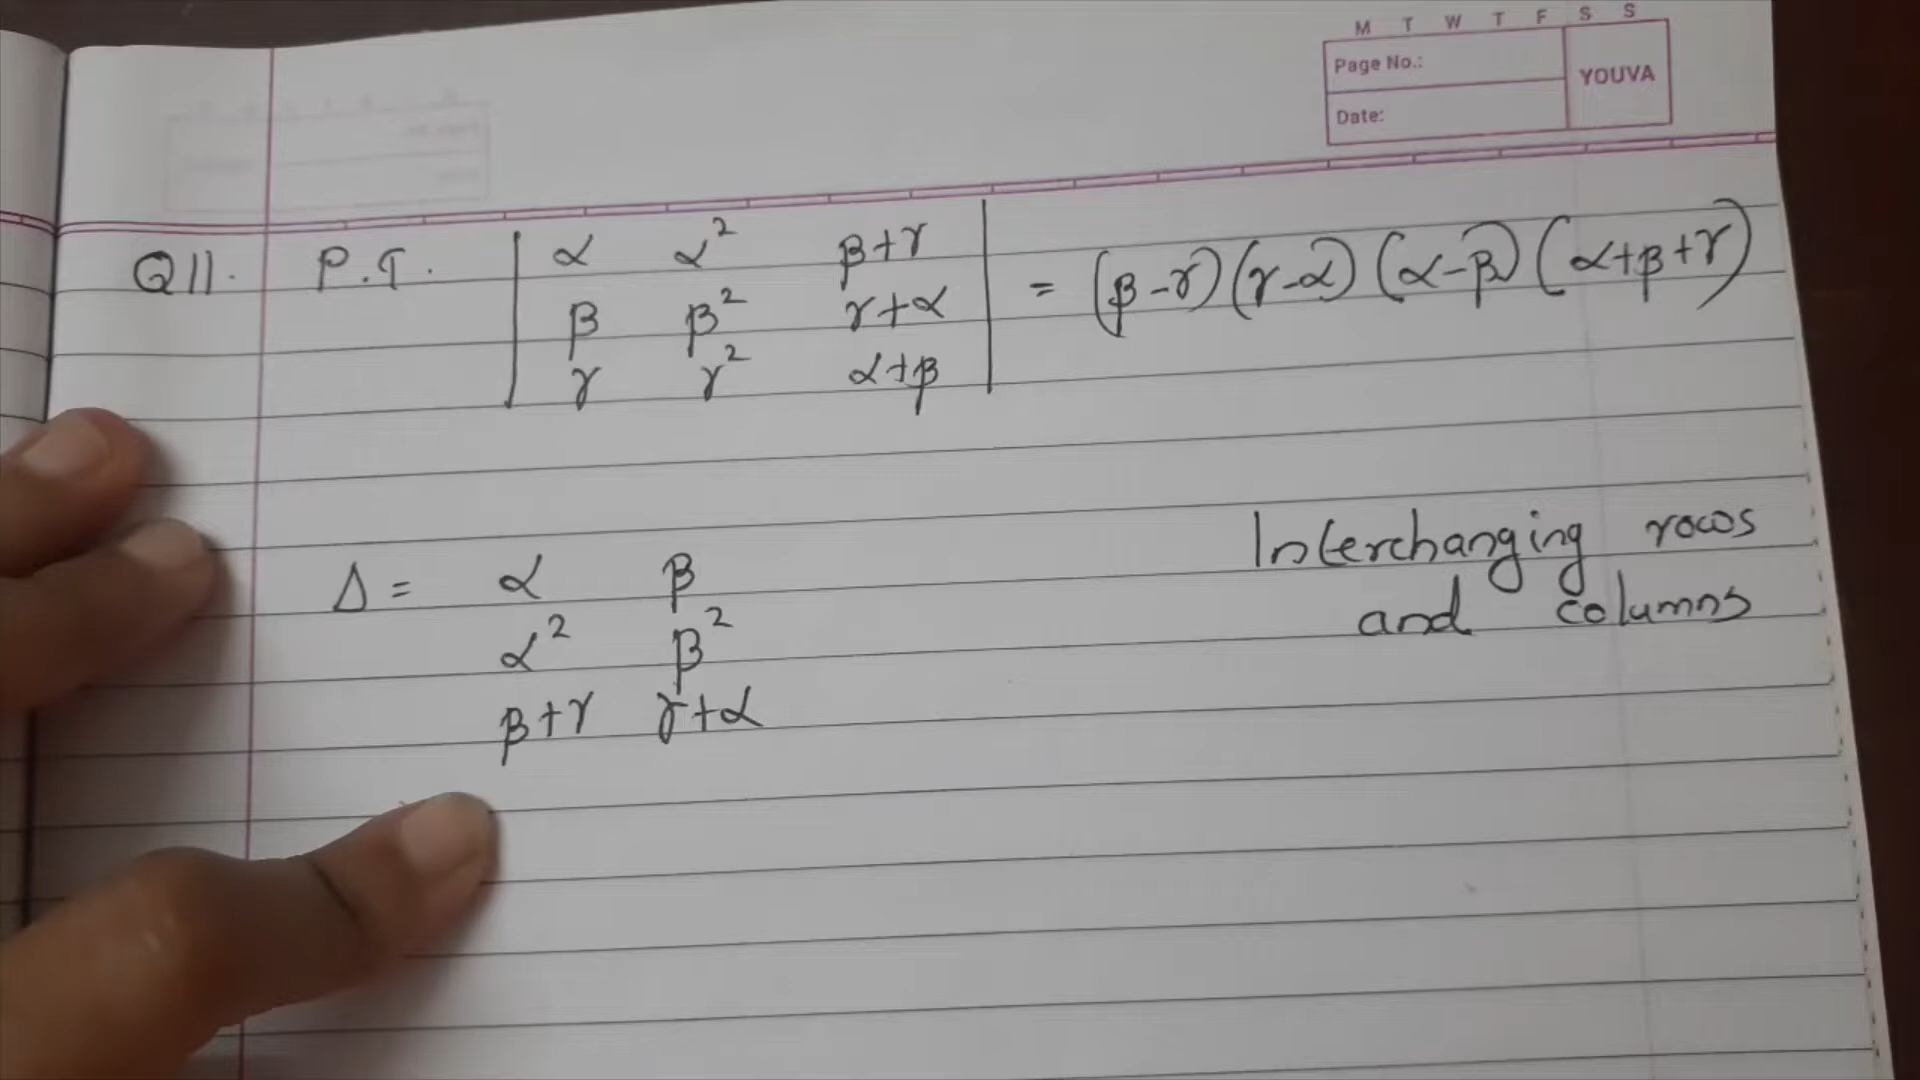 M T W T F S S
Page No.:
YOUVA
Date:
Q11. P.T. | α α² β+γ | = (β-γ)(γ-α)(α-β)(α+β+γ)
β β² γ+α
γ γ² α+β
Δ = α β
α² β²
β+γ γ+α
Interchanging rows
and columns